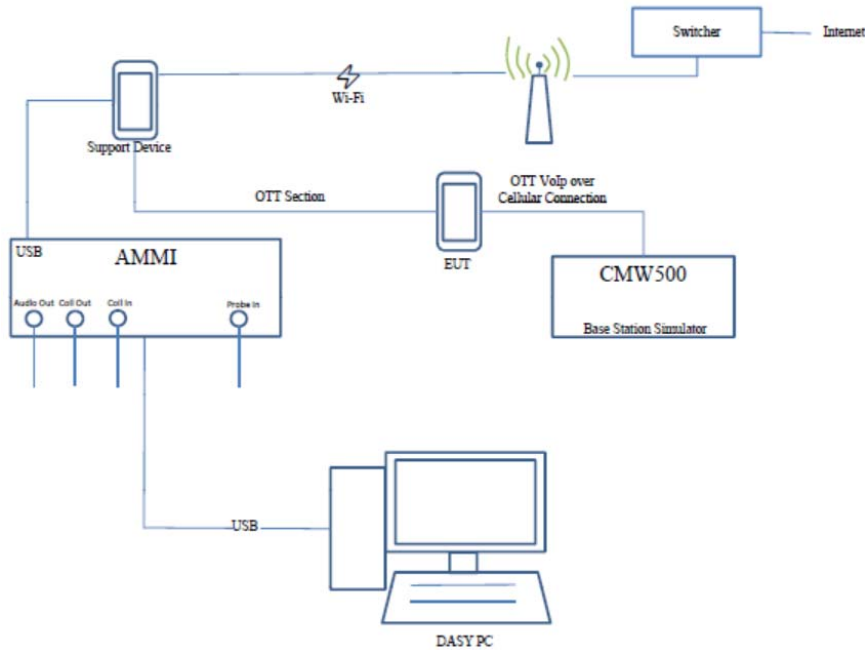 Switcher
Internet
Wi-Fi
Support Device
OTT Section
OTT VoIp over
Cellular Connection
EUT
USB
AMMI
Audio Out
Coil Out
Coil In
Probe In
CMW500
Base Station Simulator
USB
DASY PC